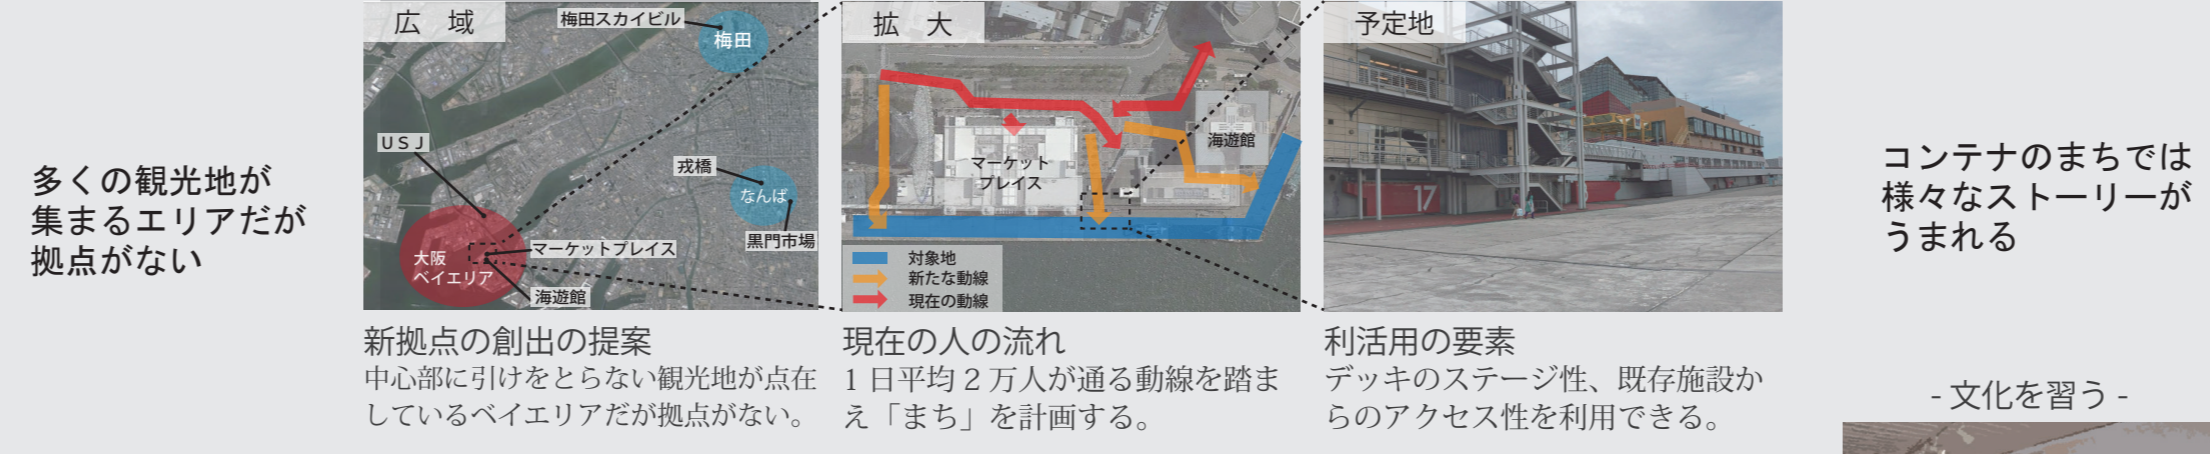 多くの観光地が
集まるエリアだが
拠点がない
広 域
梅田スカイビル
梅田
USJ
戎橋
なんば
黒門市場
大阪
ベイエリア
マーケットプレイス
海遊館
新拠点の創出の提案
中心部に引けをとらない観光地が点在
しているベイエリアだが拠点がない。
拡 大
海遊館
マーケット
プレイス
対象地
新たな動線
現在の動線
現在の人の流れ
1日平均2万人が通る動線を踏ま
え「まち」を計画する。
予定地
17
利活用の要素
デッキのステージ性、既存施設か
らのアクセス性を利用できる。
コンテナのまちでは
様々なストーリーが
うまれる
- 文化を習う -